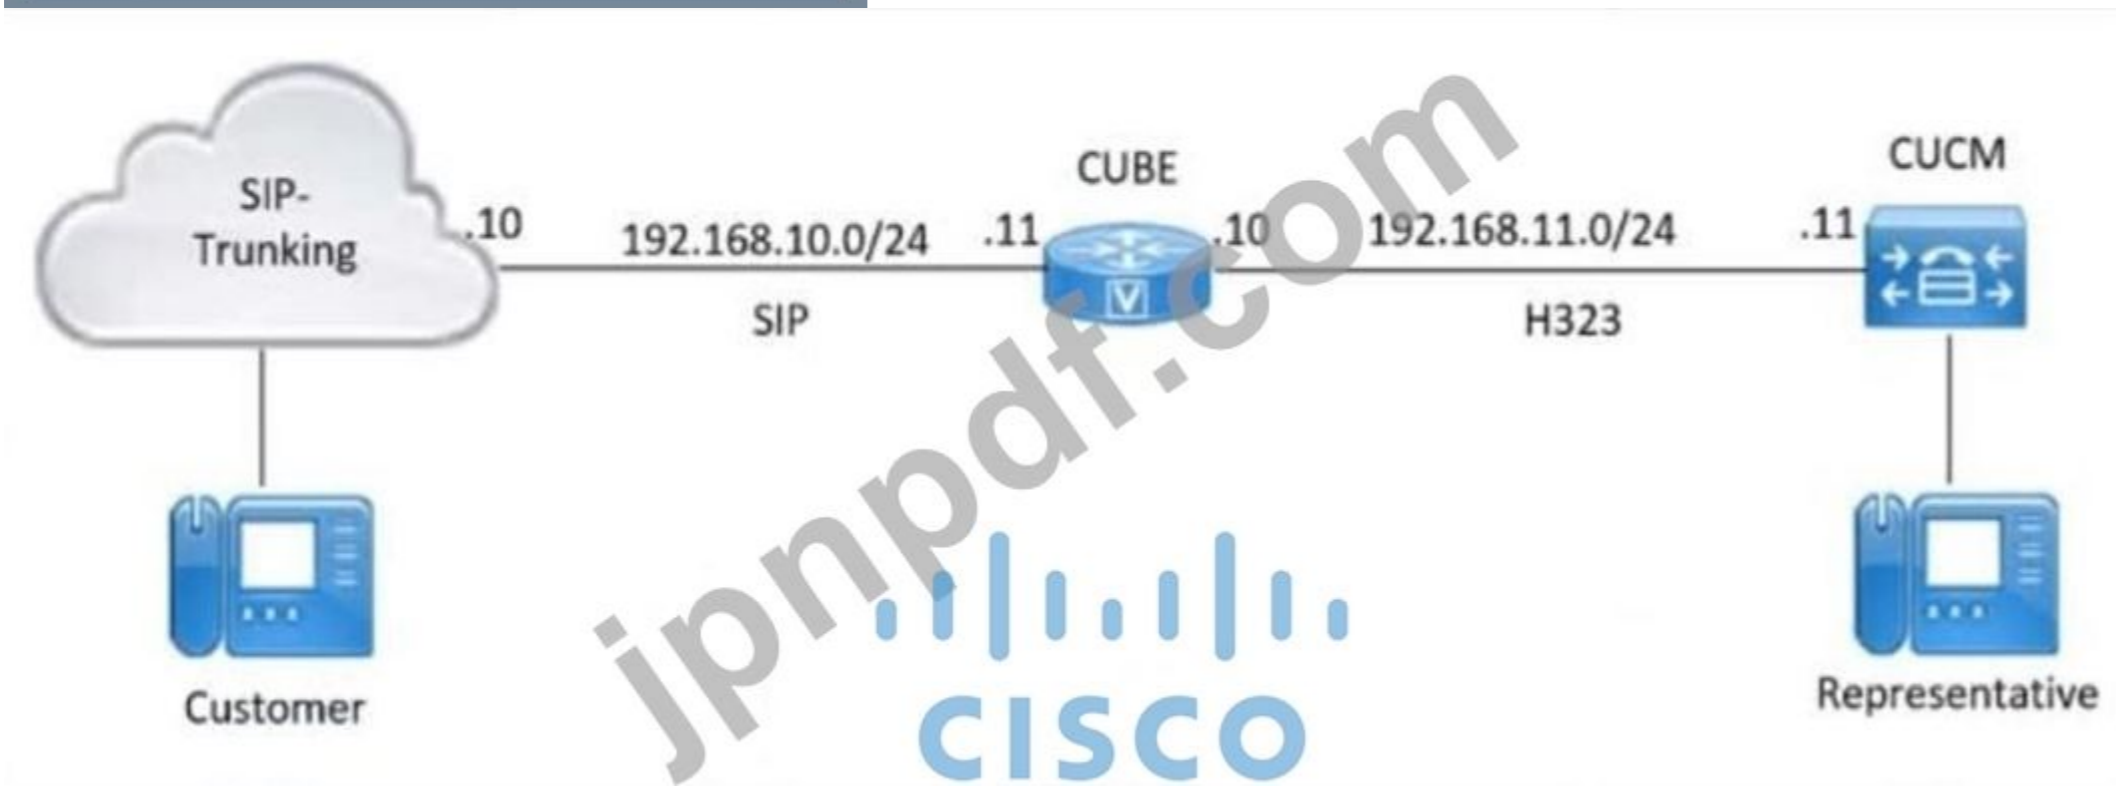 CUBE
CUCM
SIP-
Trunking
.10
192.168.10.0/24
.11
.10
192.168.11.0/24
.11
SIP
H323
jpnpdf.com
CISCO
Customer
Representative